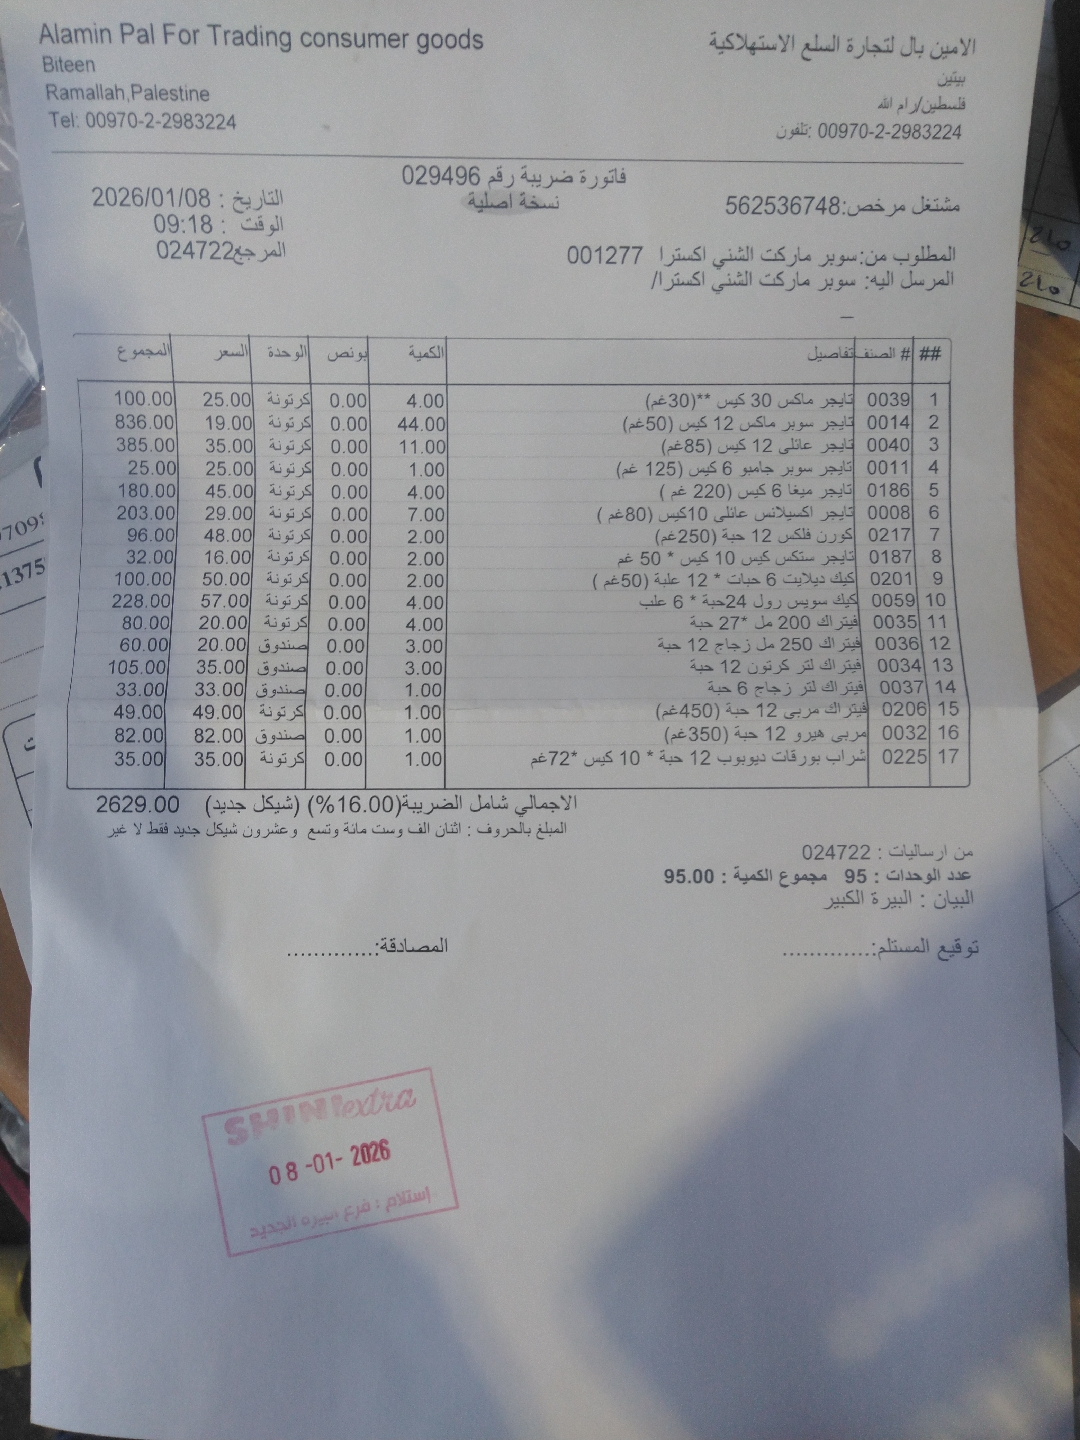 Alamin Pal For Trading consumer goods
Biteen
Ramallah,Palestine
Tel: 00970-2-2983224
الامين بال لتجارة السلع الاستهلاكية
بيتين
فلسطين/رام الله
تلفون: 00970-2-2983224
فاتورة ضريبة رقم 029496
نسخة اصلية
التاريخ : 2026/01/08
الوقت : 09:18
المرجع024722
مشتغل مرخص:562536748
المطلوب من:سوبر ماركت الشني اكسترا 001277
المرسل اليه: سوبر ماركت الشني اكسترا/
## # الصنف تفاصيل الكمية بونص الوحدة السعر المجموع
1 0039 تايجر ماكس 30 كيس **(30غم) 4.00 0.00 كرتونة 25.00 100.00
2 0014 تايجر سوبر ماكس 12 كيس (50غم) 44.00 0.00 كرتونة 19.00 836.00
3 0040 تايجر عائلي 12 كيس (85غم) 11.00 0.00 كرتونة 35.00 385.00
4 0011 تايجر سوبر جامبو 6 كيس (125 غم) 1.00 0.00 كرتونة 25.00 25.00
5 0186 تايجر ميغا 6 كيس (220 غم ) 4.00 0.00 كرتونة 45.00 180.00
6 0008 تايجر اكسيلانس عائلي 10كيس (80غم ) 7.00 0.00 كرتونة 29.00 203.00
7 0217 كورن فلكس 12 حبة (250غم) 2.00 0.00 كرتونة 48.00 96.00
8 0187 تايجر ستكس كيس 10 كيس * 50 غم 2.00 0.00 كرتونة 16.00 32.00
9 0201 كيك ديلايت 6 حبات * 12 علبة (50غم ) 2.00 0.00 كرتونة 50.00 100.00
10 0059 كيك سويس رول 24حبة * 6 علب 4.00 0.00 كرتونة 57.00 228.00
11 0035 فيتراك 200 مل *27 حبة 4.00 0.00 كرتونة 20.00 80.00
12 0036 فيتراك 250 مل زجاج 12 حبة 3.00 0.00 صندوق 20.00 60.00
13 0034 فيتراك لتر كرتون 12 حبة 3.00 0.00 صندوق 35.00 105.00
14 0037 فيتراك لتر زجاج 6 حبة 1.00 0.00 صندوق 33.00 33.00
15 0206 فيتراك مربى 12 حبة (450غم) 1.00 0.00 كرتونة 49.00 49.00
16 0032 مربى هيرو 12 حبة (350غم) 1.00 0.00 صندوق 82.00 82.00
17 0225 شراب بورقات ديوبوب 12 حبة * 10 كيس *72غم 1.00 0.00 كرتونة 35.00 35.00
الاجمالي شامل الضريبة(16.00%) (شيكل جديد) 2629.00
المبلغ بالحروف : اثنان الف وست مائة وتسع وعشرون شيكل جديد فقط لا غير
من ارساليات : 024722
عدد الوحدات : 95 مجموع الكمية : 95.00
البيان : البيرة الكبير
توقيع المستلم:..............
المصادقة:..............
SHINI extra
08-01-2026
إستلام : فرع البيره الجديد
210
210